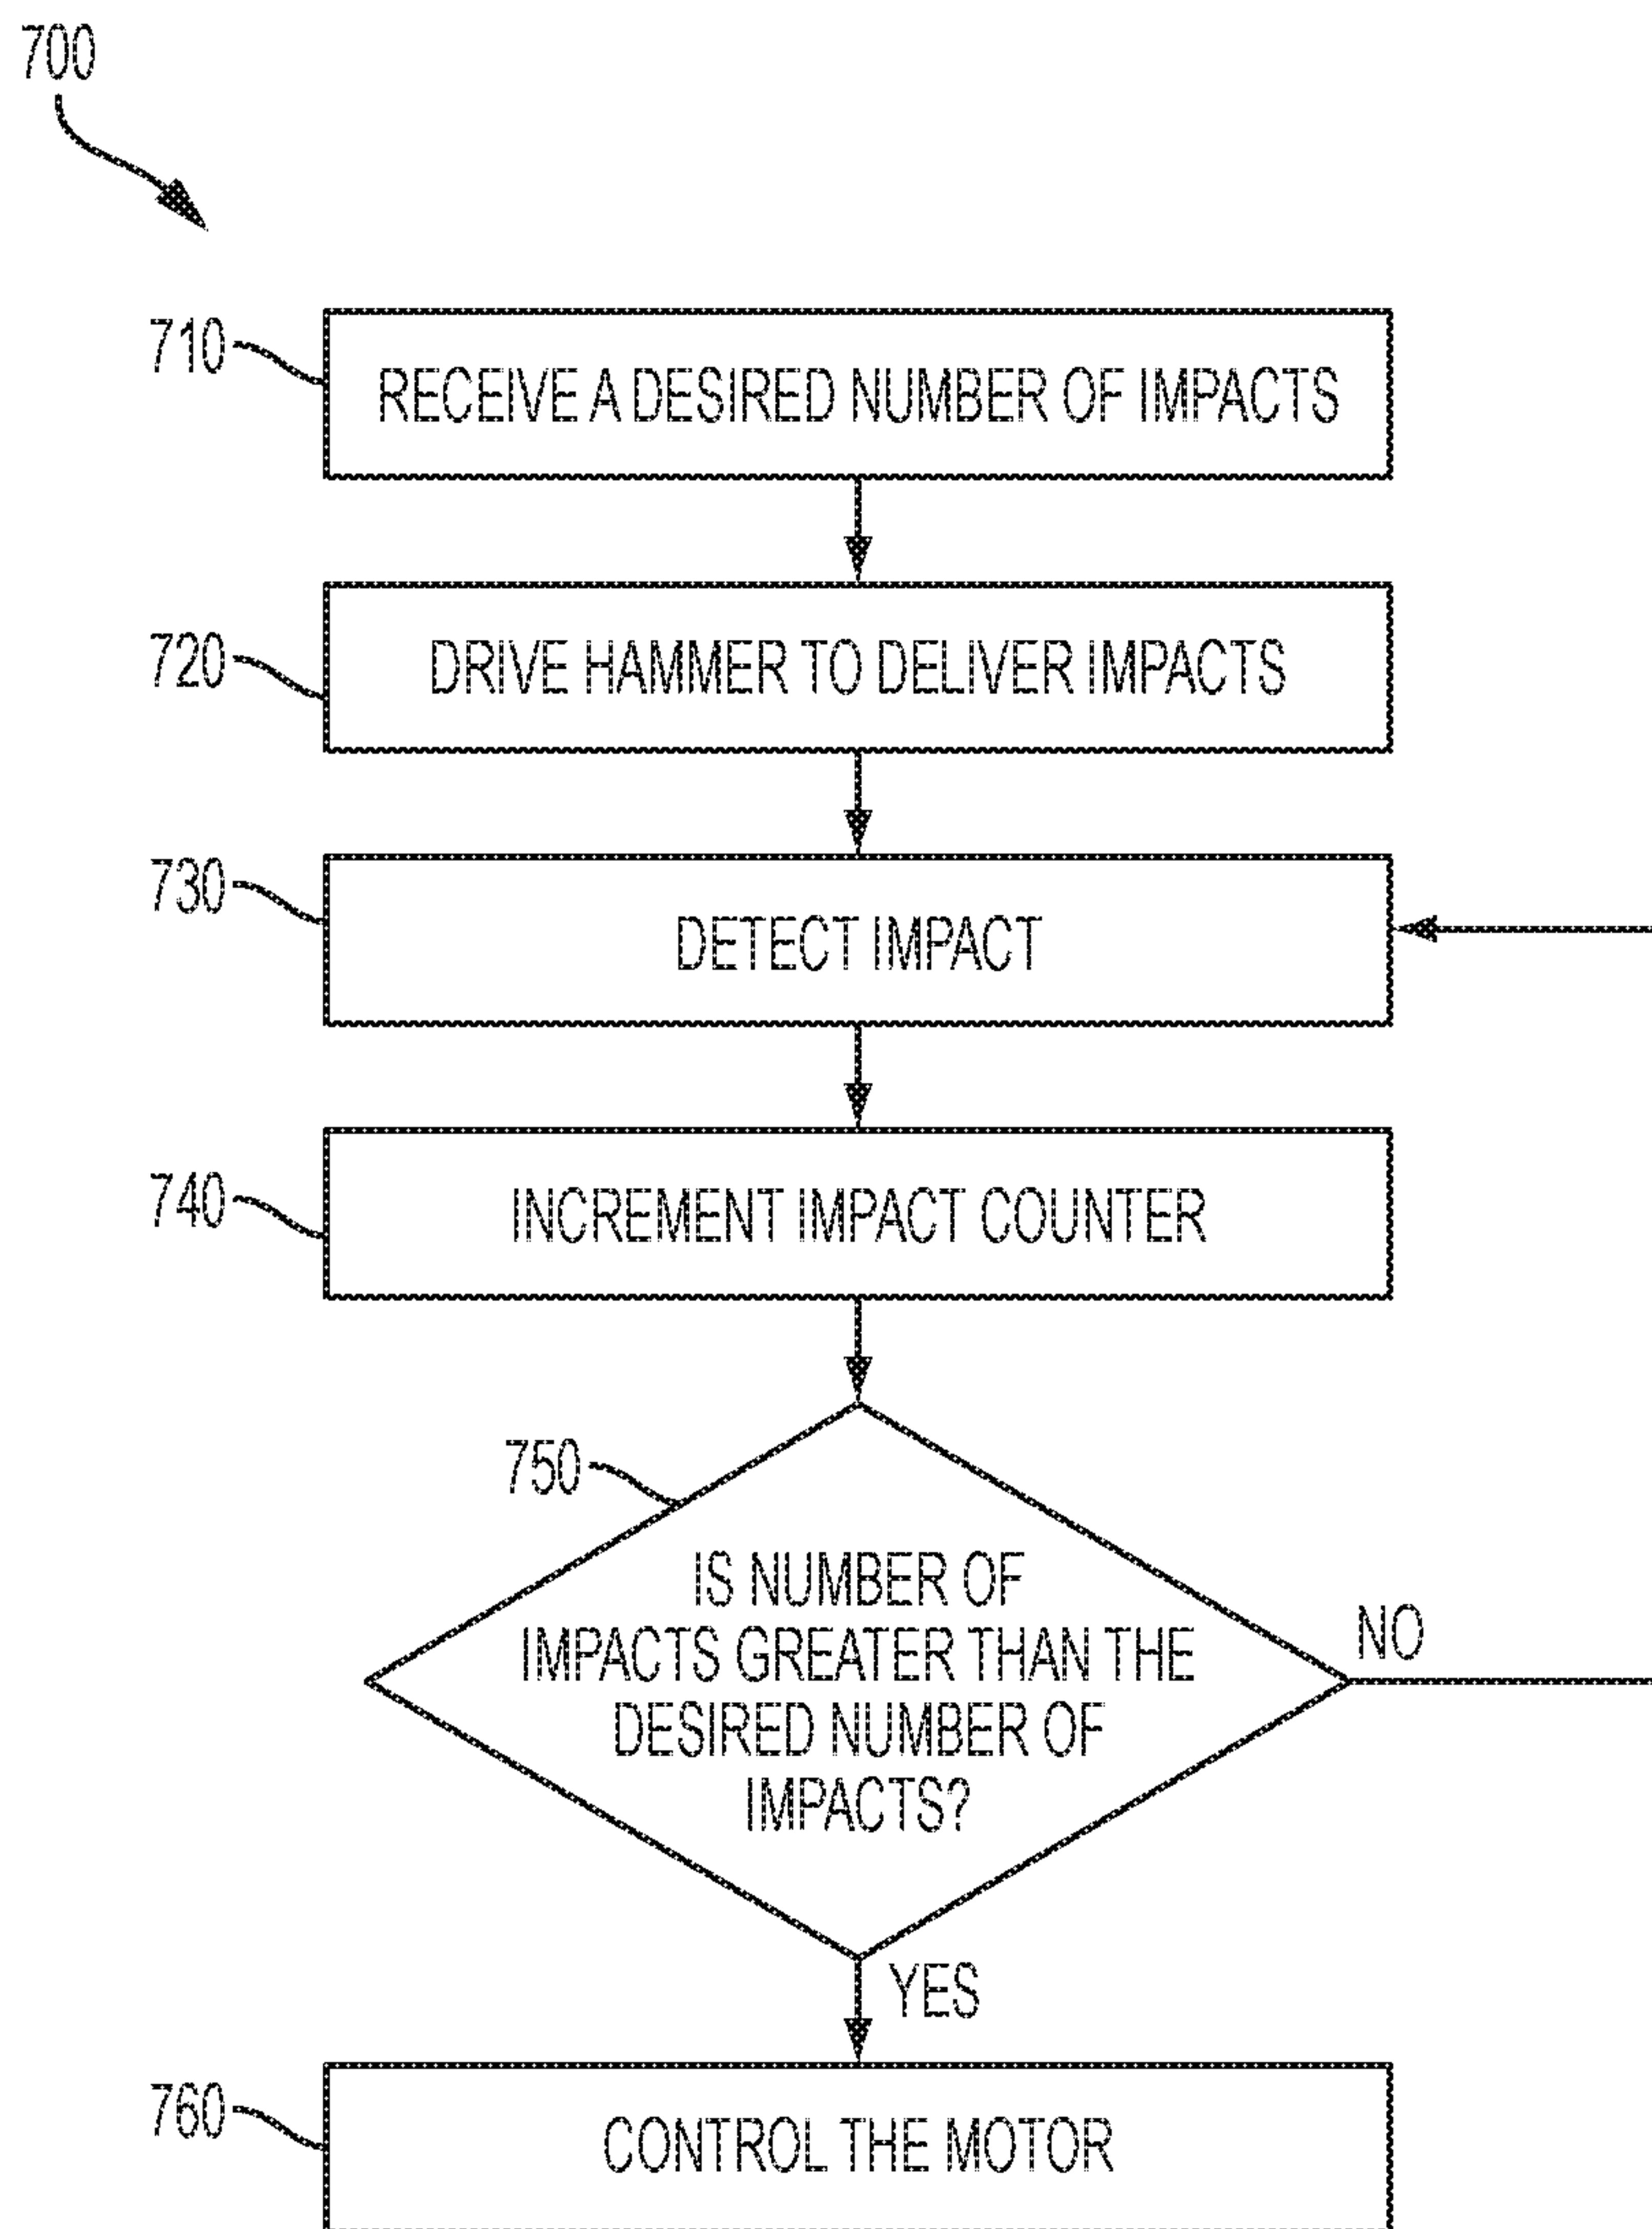 700
710
RECEIVE A DESIRED NUMBER OF IMPACTS
720
DRIVE HAMMER TO DELIVER IMPACTS
730
DETECT IMPACT
740
INCREMENT IMPACT COUNTER
750
IS NUMBER OF
IMPACTS GREATER THAN THE
DESIRED NUMBER OF
IMPACTS?
NO
YES
760
CONTROL THE MOTOR